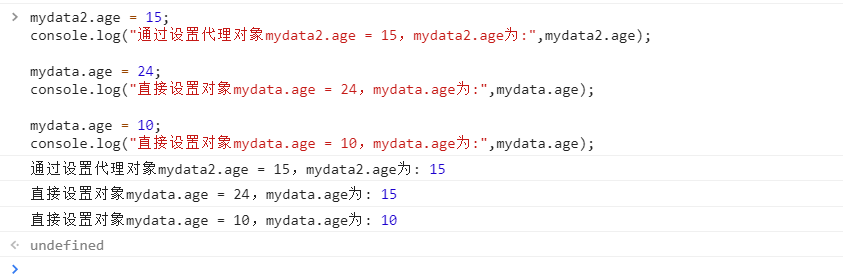 mydata2.age = 15;
console.log("通过设置代理对象mydata2.age = 15，mydata2.age为:",mydata2.age);
mydata.age = 24;
console.log("直接设置对象mydata.age = 24，mydata.age为:",mydata.age);
mydata.age = 10;
console.log("直接设置对象mydata.age = 10，mydata.age为:",mydata.age);
通过设置代理对象mydata2.age = 15，mydata2.age为: 15
直接设置对象mydata.age = 24，mydata.age为: 15
直接设置对象mydata.age = 10，mydata.age为: 10
undefined